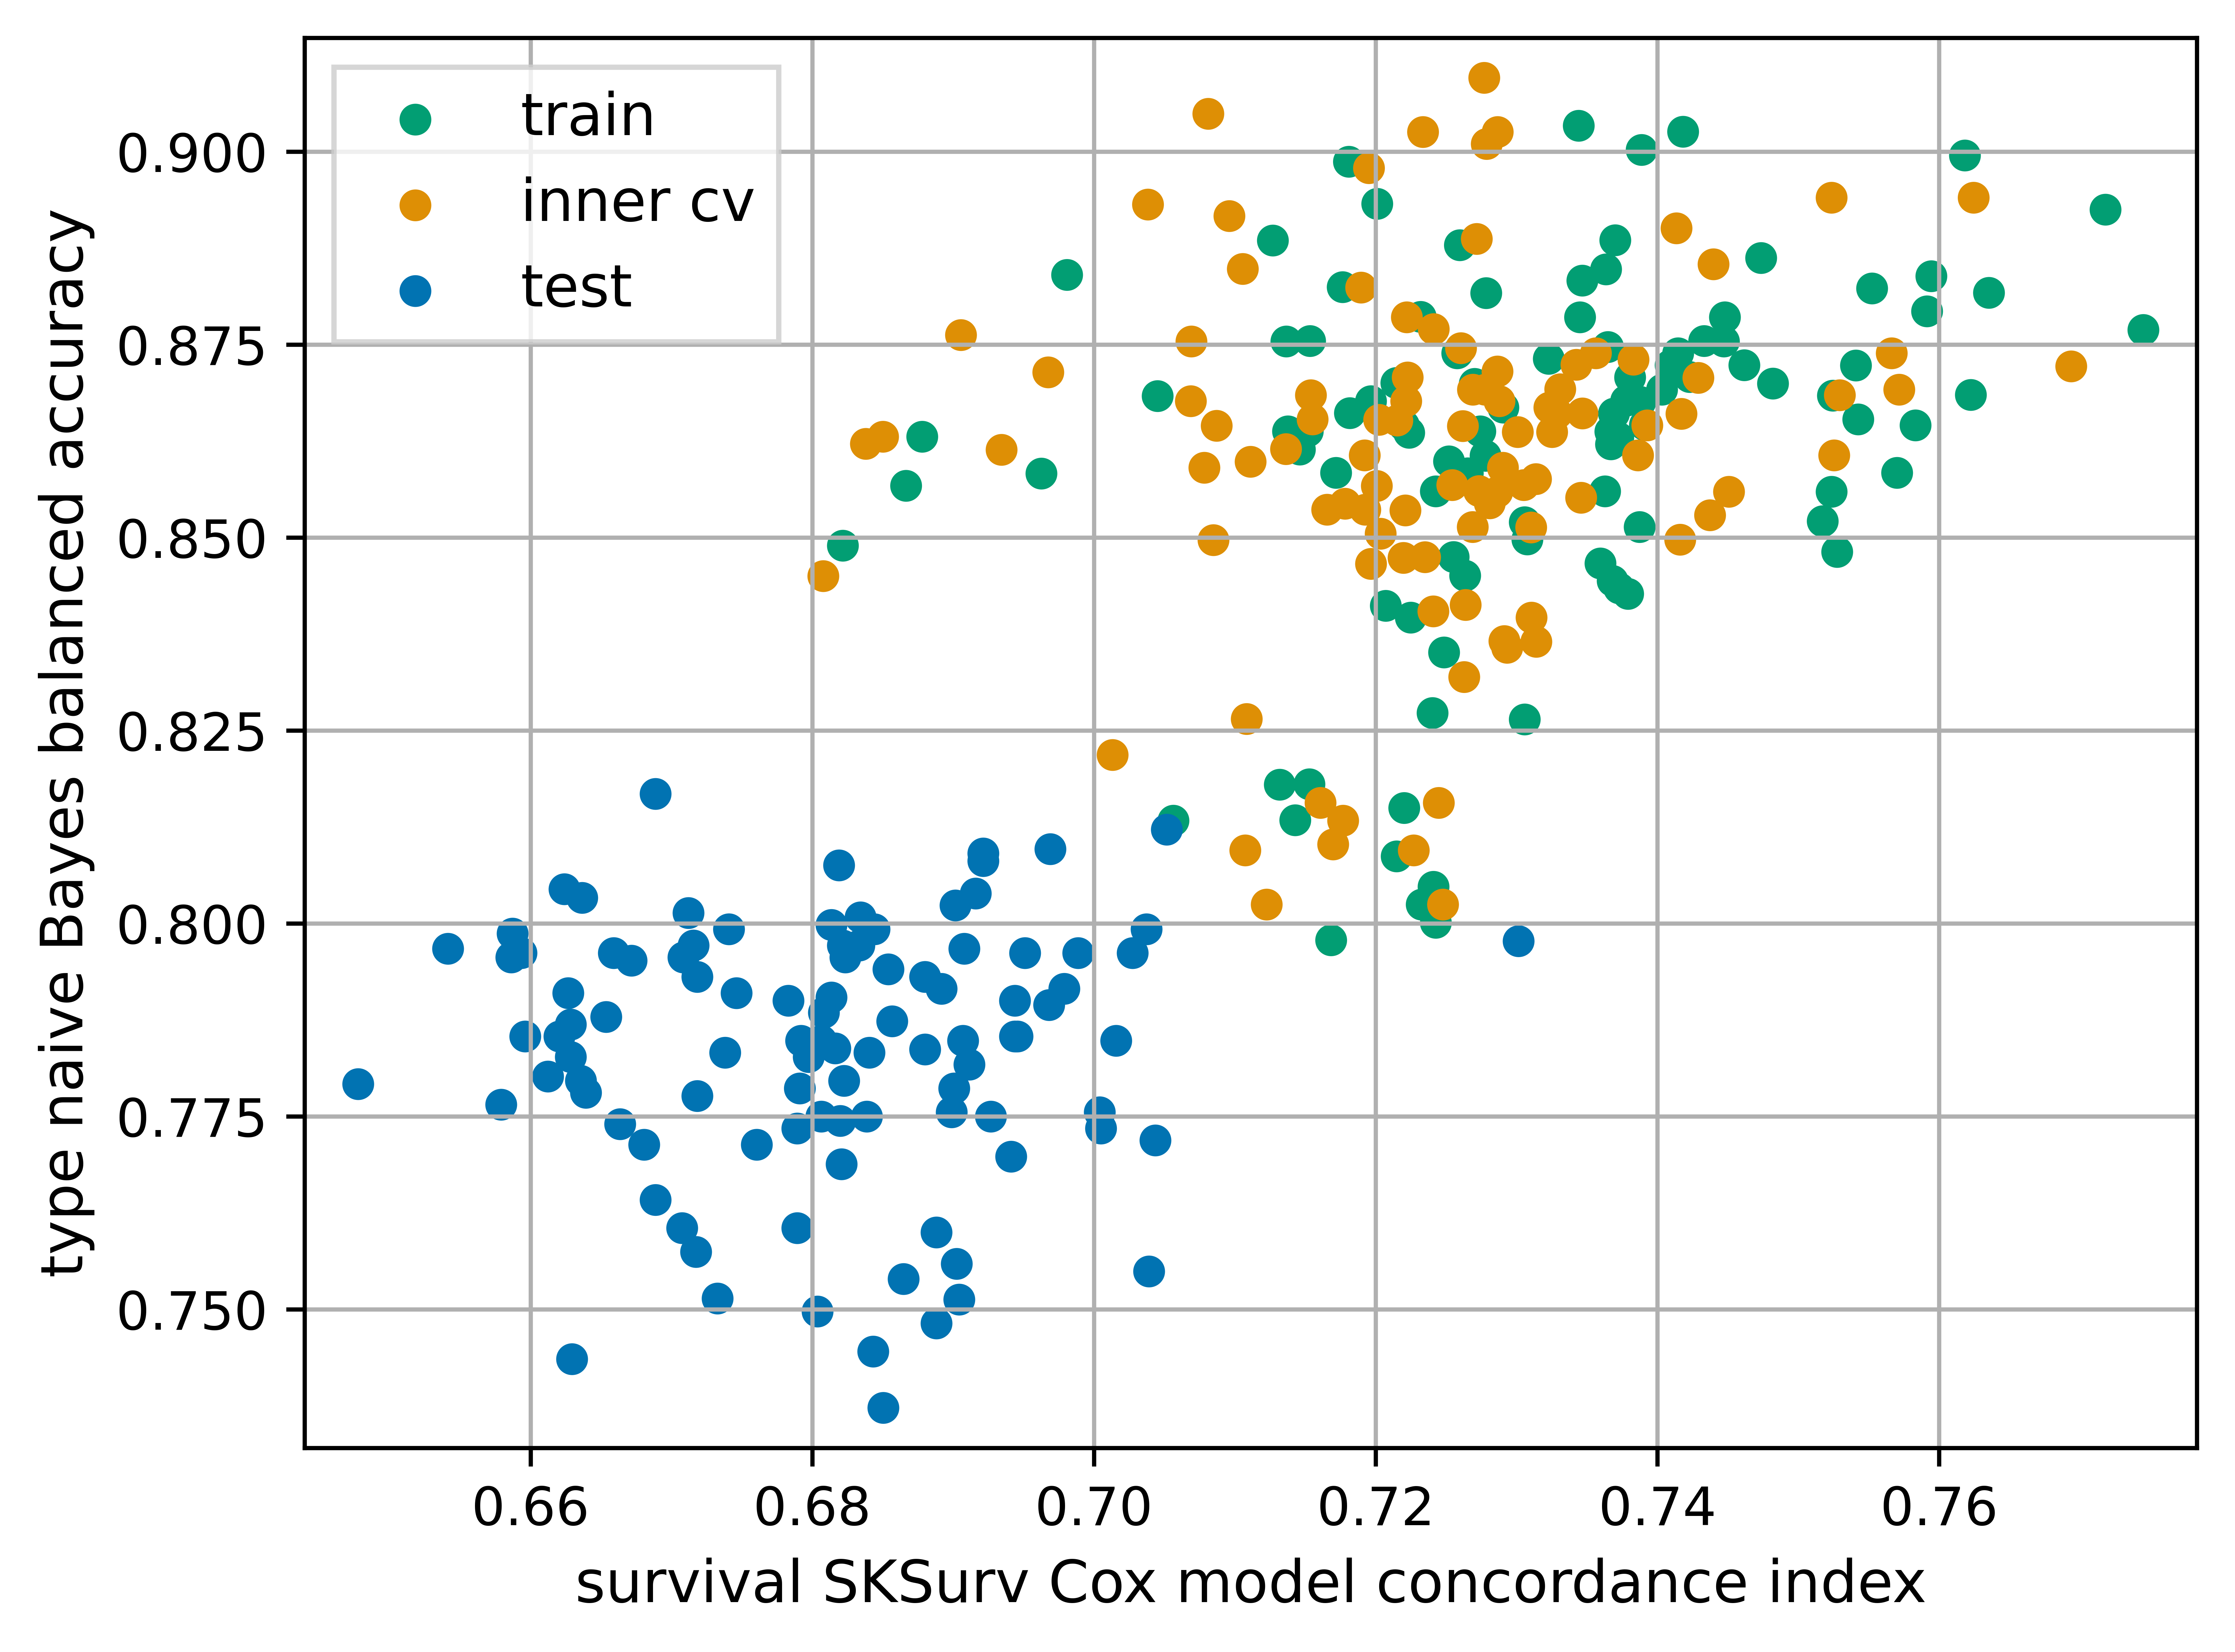 train
inner cv
test
type naive Bayes balanced accuracy
0.900
0.875
0.850
0.825
0.800
0.775
0.750
0.66 0.68 0.70 0.72 0.74 0.76
survival SKSurv Cox model concordance index